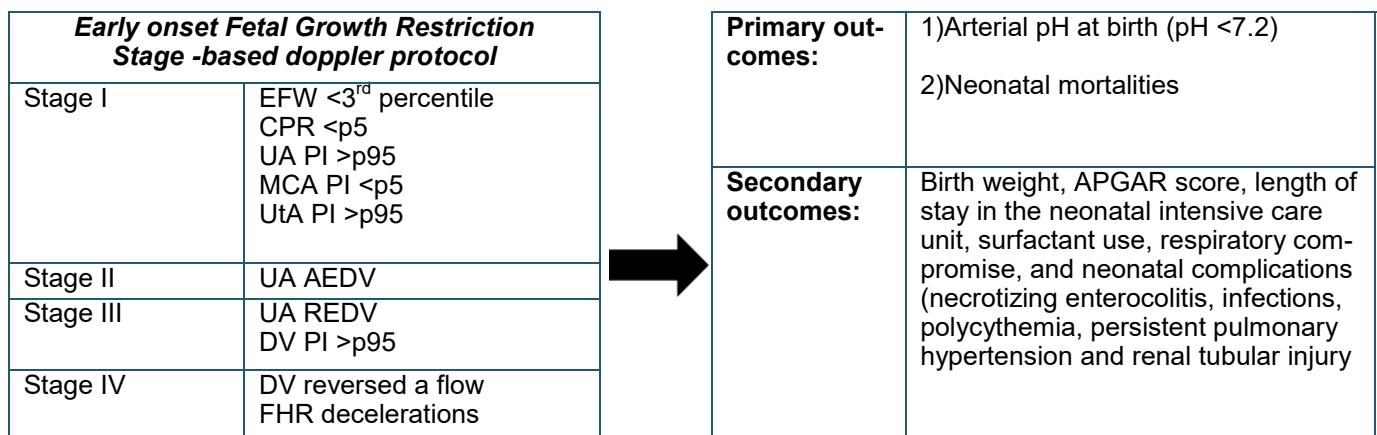 Early onset Fetal Growth Restriction
Stage -based doppler protocol
Stage I
EFW <3rd percentile
CPR <p5
UA PI >p95
MCA PI <p5
UtA PI >p95
Stage II
UA AEDV
Stage III
UA REDV
DV PI >p95
Stage IV
DV reversed a flow
FHR decelerations
Primary out-
comes:
1)Arterial pH at birth (pH <7.2)
2)Neonatal mortalities
Secondary
outcomes:
Birth weight, APGAR score, length of
stay in the neonatal intensive care
unit, surfactant use, respiratory com-
promise, and neonatal complications
(necrotizing enterocolitis, infections,
polycythemia, persistent pulmonary
hypertension and renal tubular injury